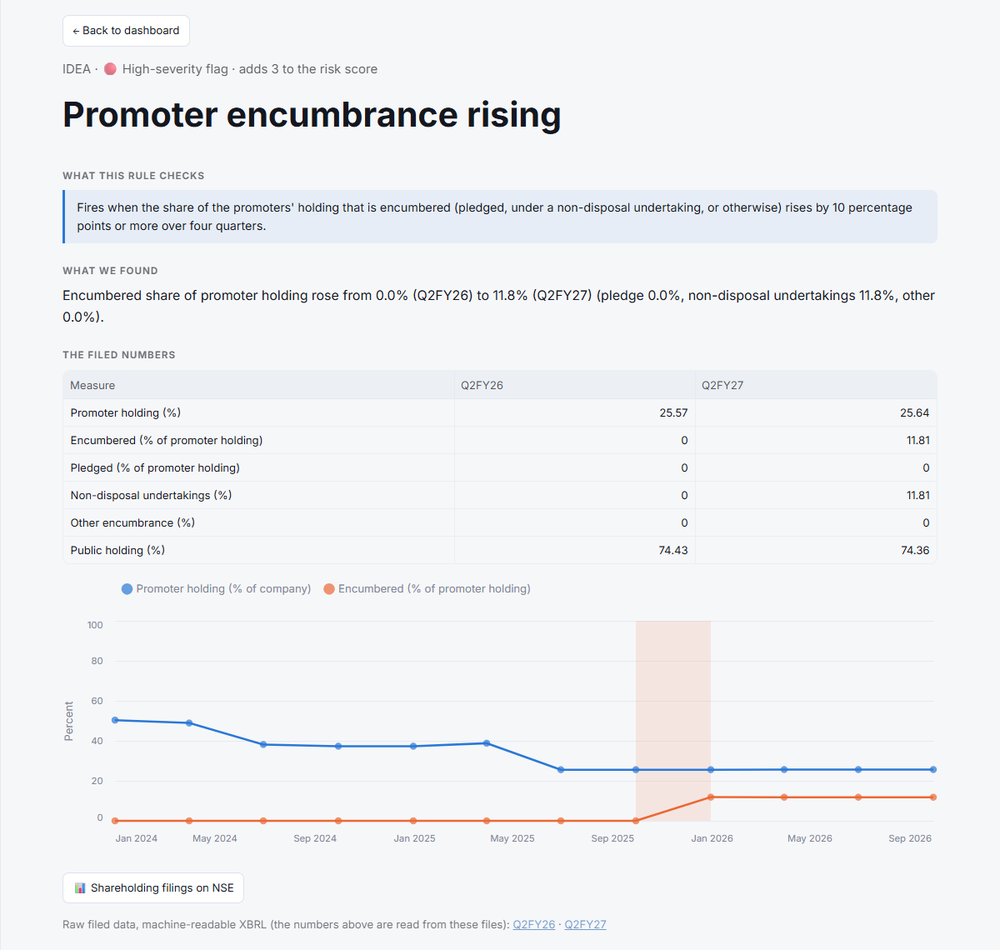 ← Back to dashboard
IDEA · High-severity flag · adds 3 to the risk score
Promoter encumbrance rising
WHAT THIS RULE CHECKS
Fires when the share of the promoters' holding that is encumbered (pledged, under a non-disposal undertaking, or otherwise) rises by 10 percentage
points or more over four quarters.
WHAT WE FOUND
Encumbered share of promoter holding rose from 0.0% (Q2FY26) to 11.8% (Q2FY27) (pledge 0.0%, non-disposal undertakings 11.8%, other
0.0%).
THE FILED NUMBERS
Measure Q2FY26 Q2FY27
Promoter holding (%) 25.57 25.64
Encumbered (% of promoter holding) 0 11.81
Pledged (% of promoter holding) 0 0
Non-disposal undertakings (%) 0 11.81
Other encumbrance (%) 0 0
Public holding (%) 74.43 74.36
Promoter holding (% of company) Encumbered (% of promoter holding)
100
80
60
40
20
0
Percent
Jan 2024 May 2024 Sep 2024 Jan 2025 May 2025 Sep 2025 Jan 2026 May 2026 Sep 2026
Shareholding filings on NSE
Raw filed data, machine-readable XBRL (the numbers above are read from these files): Q2FY26 · Q2FY27